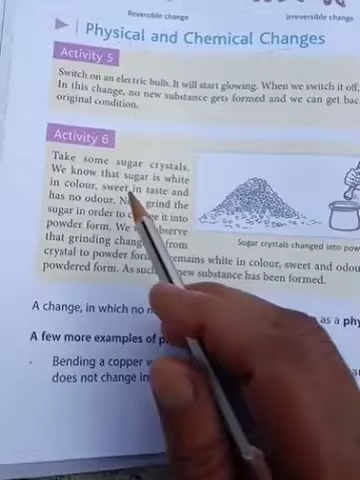 Reversible change
Irreversible change
Physical and Chemical Changes
Activity 5
Switch on an electric bulb. It will start glowing. When we switch it off,
In this change, no new substance gets formed and we can get bac
original condition.
Activity 6
Take some sugar crystals.
We know that sugar is white
in colour, sweet in taste and
has no odour. grind the
sugar in order to it into
powder form. We
that grinding from
crystal to powder remains white in colour, sweet and odou
powdered form. As new substance has been formed.
Sugar crystals changed into pow
A change, in which no as a phy
A few more examples of
Bending a copper
does not change in